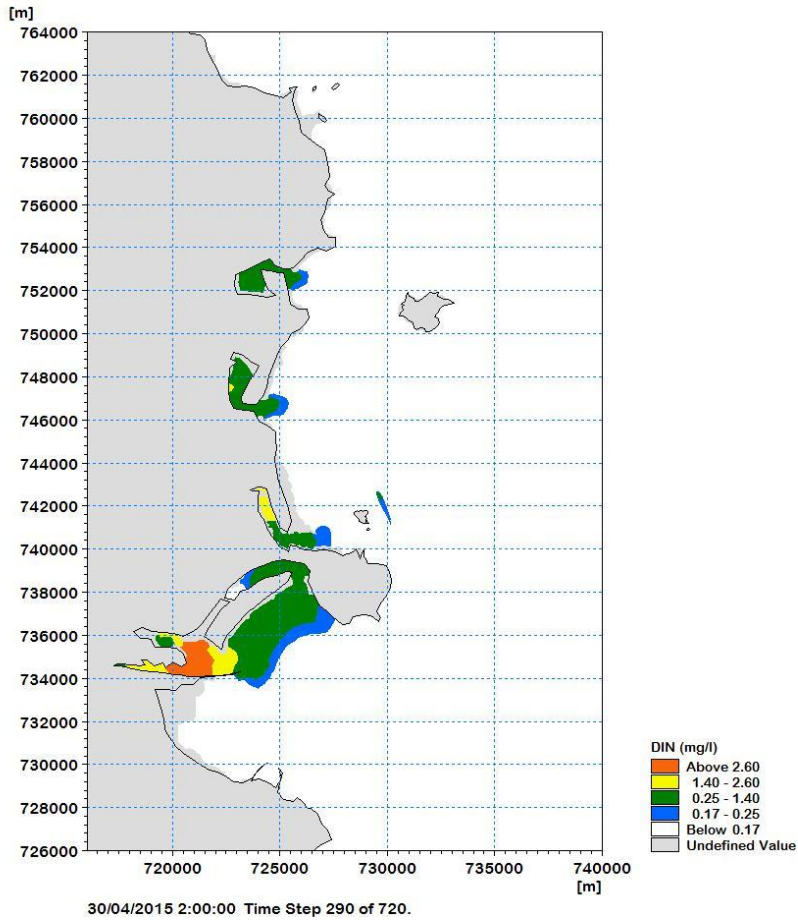 [m]
764000
762000
760000
758000
756000
754000
752000
750000
748000
746000
744000
742000
740000
738000
736000
734000
732000
730000
728000
726000
720000 725000 730000 735000 740000
[m]
DIN (mg/l)
Above 2.60
1.40 - 2.60
0.25 - 1.40
0.17 - 0.25
Below 0.17
Undefined Value
30/04/2015 2:00:00 Time Step 290 of 720.